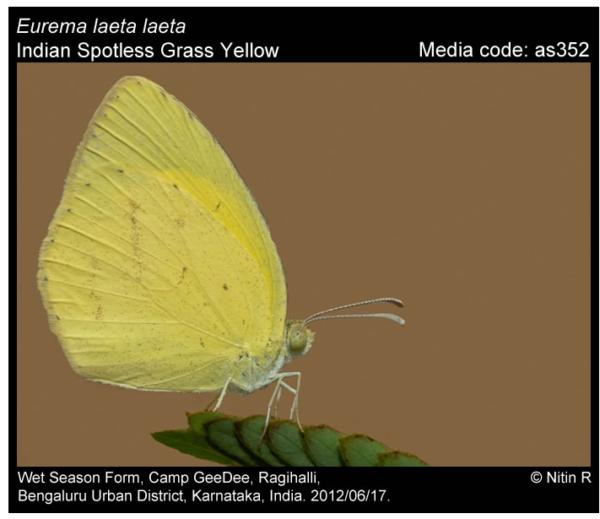 Eurema laeta laeta
Indian Spotless Grass Yellow Media code: as352
Wet Season Form, Camp GeeDee, Ragihalli, © Nitin R
Bengaluru Urban District, Karnataka, India. 2012/06/17.